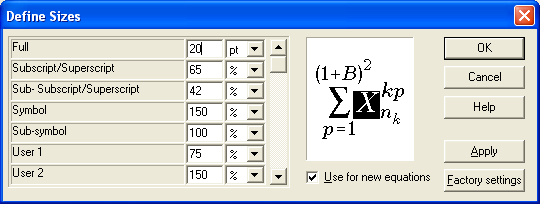 Define Sizes
Full 20 pt
Subscript/Superscript 65 %
Sub- Subscript/Superscript 42 %
Symbol 150 %
Sub-symbol 100 %
User 1 75 %
User 2 150 %
(1+B)²
∑ X kp
n k
p=1
Use for new equations
OK
Cancel
Help
Apply
Factory settings